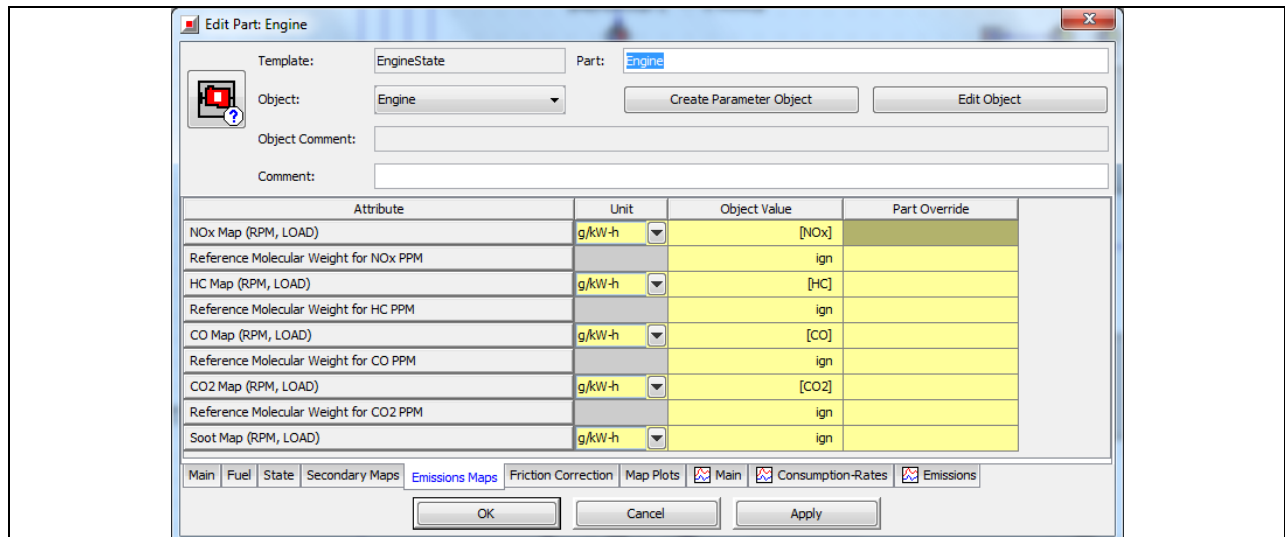 Edit Part: Engine
Template: EngineState Part: Engine
Object: Engine Create Parameter Object Edit Object
Object Comment:
Comment:
Attribute Unit Object Value Part Override
NOx Map (RPM, LOAD) g/kW-h [NOx]
Reference Molecular Weight for NOx PPM ign
HC Map (RPM, LOAD) g/kW-h [HC]
Reference Molecular Weight for HC PPM ign
CO Map (RPM, LOAD) g/kW-h [CO]
Reference Molecular Weight for CO PPM ign
CO2 Map (RPM, LOAD) g/kW-h [CO2]
Reference Molecular Weight for CO2 PPM ign
Soot Map (RPM, LOAD) g/kW-h ign
Main Fuel State Secondary Maps Emissions Maps Friction Correction Map Plots Main Consumption-Rates Emissions
OK Cancel Apply